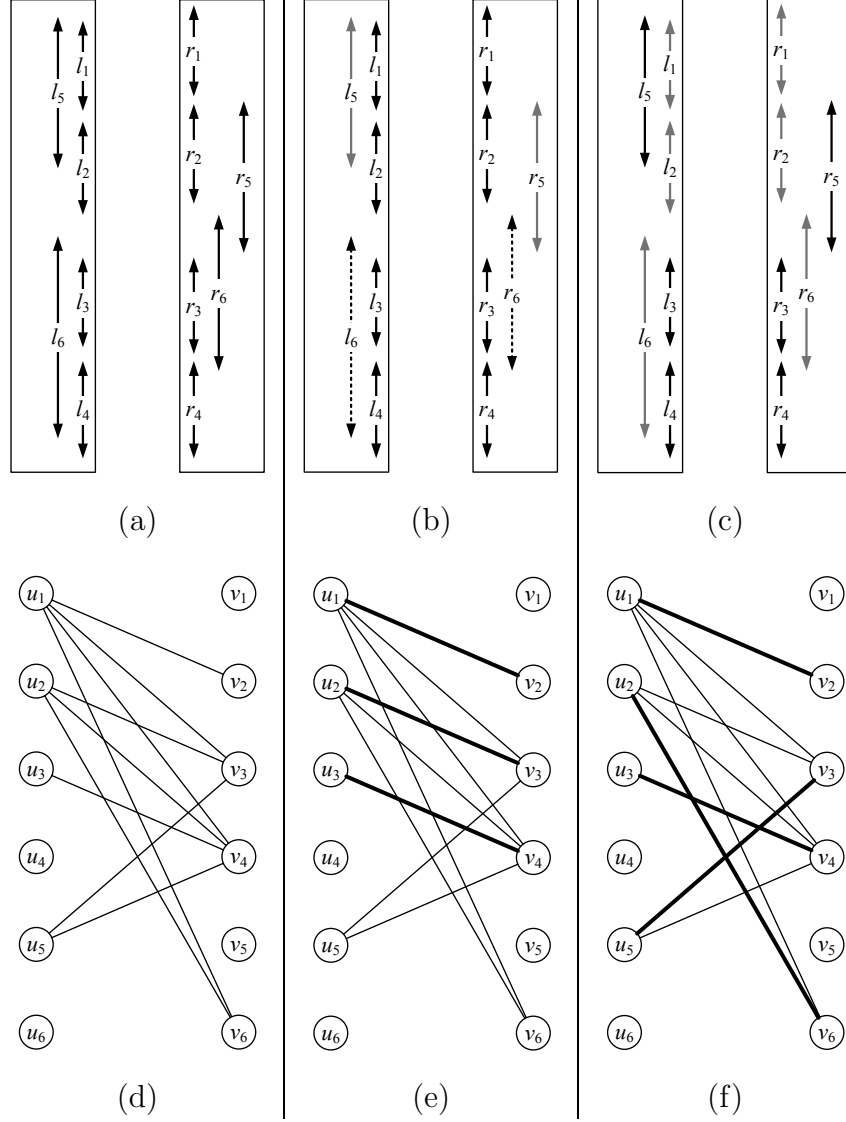 l5 l1 l2 l6 l3 l4 r1 r2 r5 r6 r3 r4
(a)
l5 l1 l2 l6 l3 l4 r1 r2 r5 r6 r3 r4
(b)
l5 l1 l2 l6 l3 l4 r1 r2 r5 r6 r3 r4
(c)
u1 v1
u2 v2
u3 v3
u4 v4
u5 v5
u6 v6
(d)
u1 v1
u2 v2
u3 v3
u4 v4
u5 v5
u6 v6
(e)
u1 v1
u2 v2
u3 v3
u4 v4
u5 v5
u6 v6
(f)